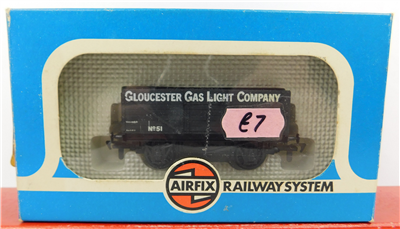 GLOUCESTER GAS LIGHT COMPANY
No 51
£7
AIRFIX RAILWAY SYSTEM